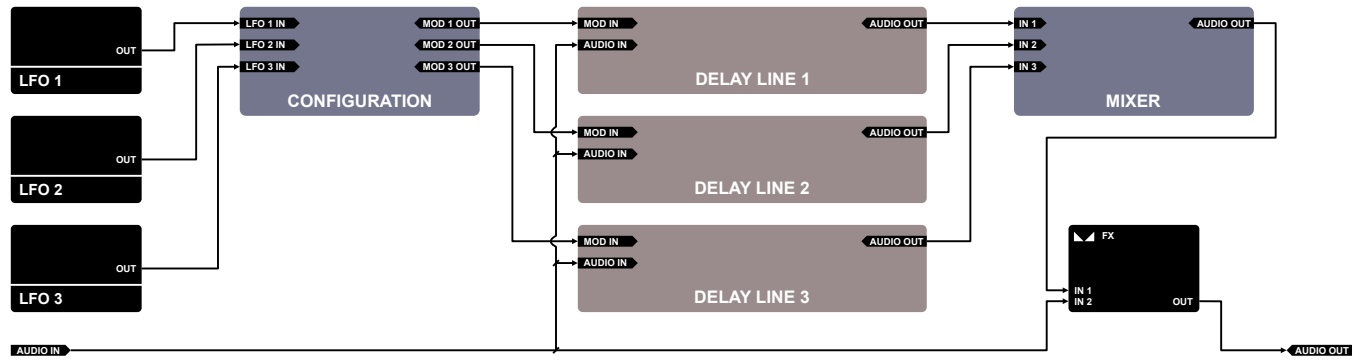 OUT
LFO 1
OUT
LFO 2
OUT
LFO 3
LFO 1 IN
LFO 2 IN
LFO 3 IN
MOD 1 OUT
MOD 2 OUT
MOD 3 OUT
CONFIGURATION
MOD IN
AUDIO IN
AUDIO OUT
DELAY LINE 1
MOD IN
AUDIO IN
AUDIO OUT
DELAY LINE 2
MOD IN
AUDIO IN
AUDIO OUT
DELAY LINE 3
IN 1
IN 2
IN 3
AUDIO OUT
MIXER
FX
IN 1
IN 2
OUT
AUDIO IN
AUDIO OUT